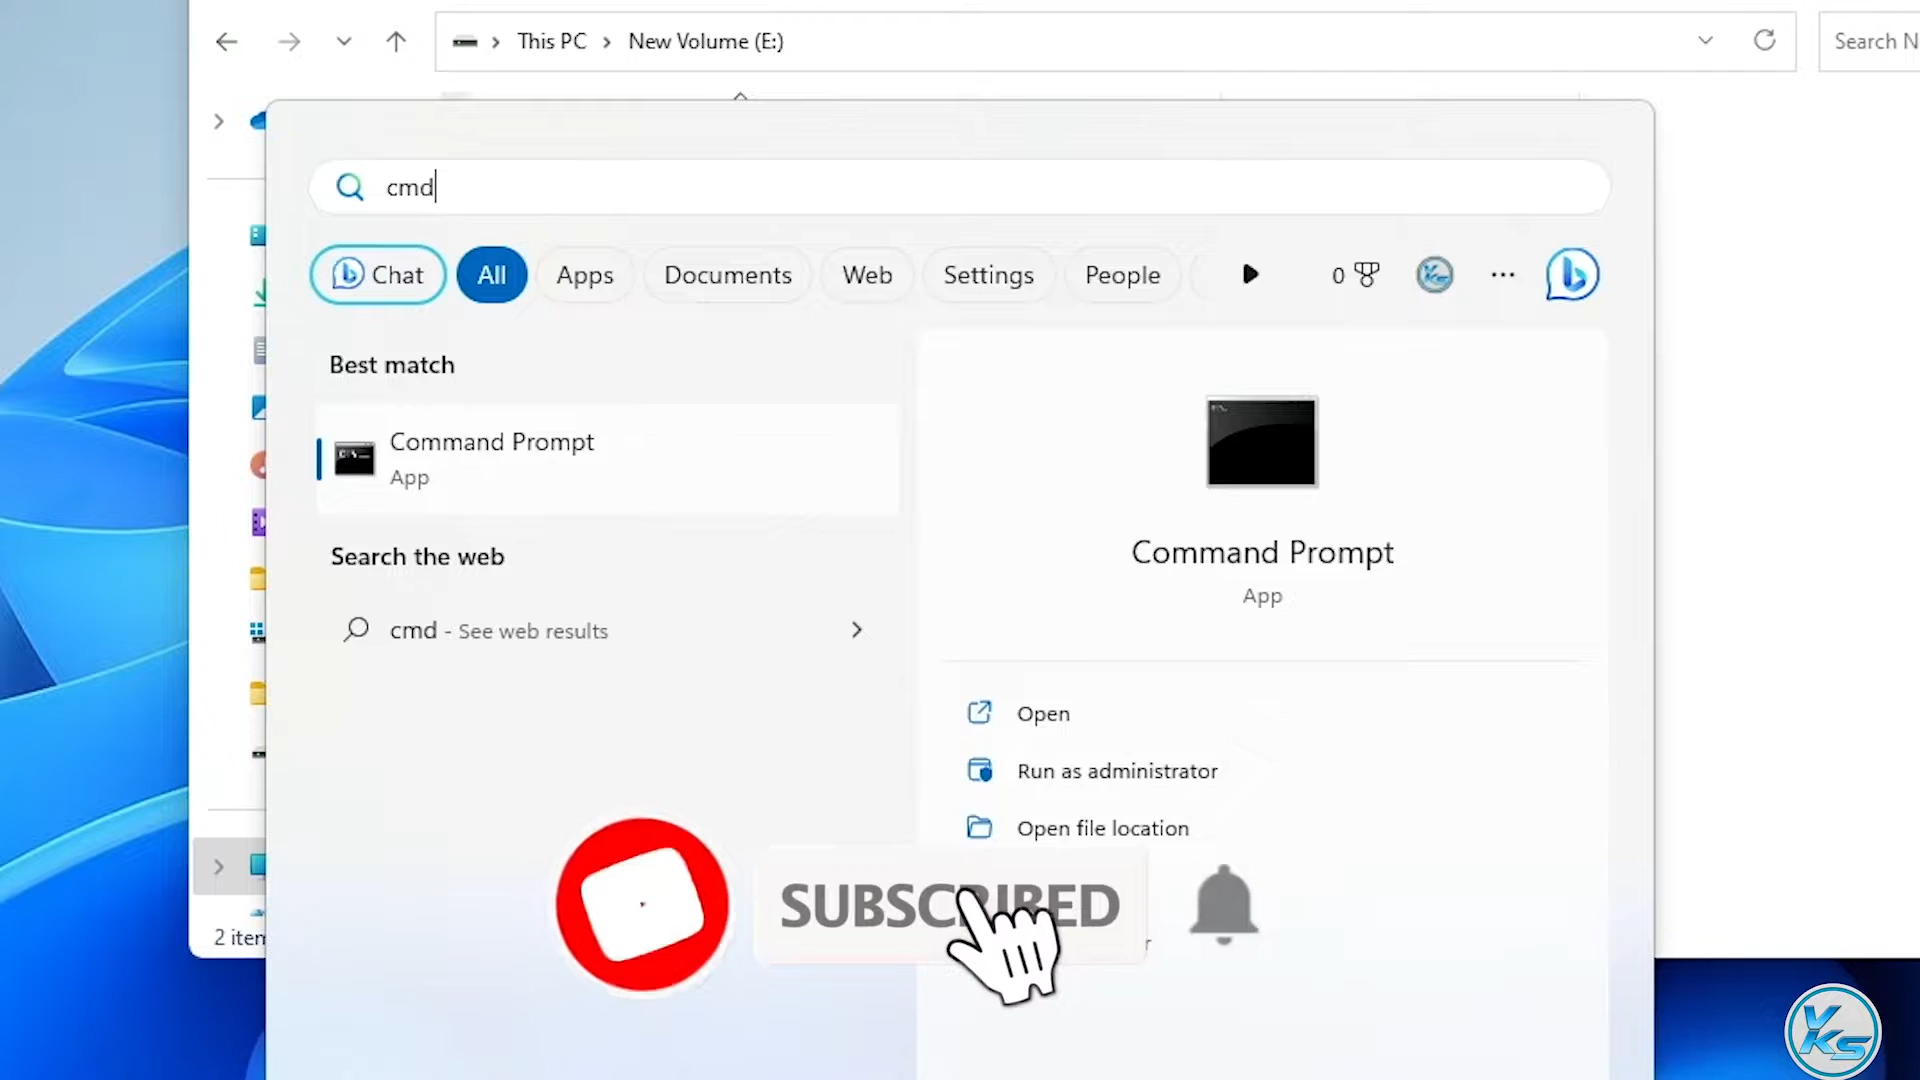 This PC > New Volume (E:)
Search N
cmd
Chat
All
Apps
Documents
Web
Settings
People
0
Best match
Command Prompt
App
Search the web
cmd - See web results
Command Prompt
App
Open
Run as administrator
Open file location
SUBSCRIBED
2 item
YKS